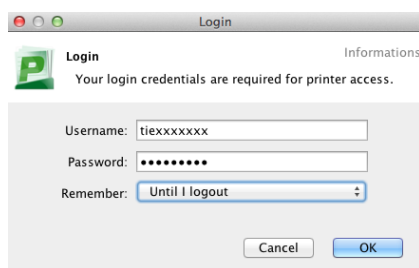 Login
Login
Informations
Your login credentials are required for printer access.
Username: tiexxxxxxx
Password: •••••••••
Remember: Until I logout
Cancel OK